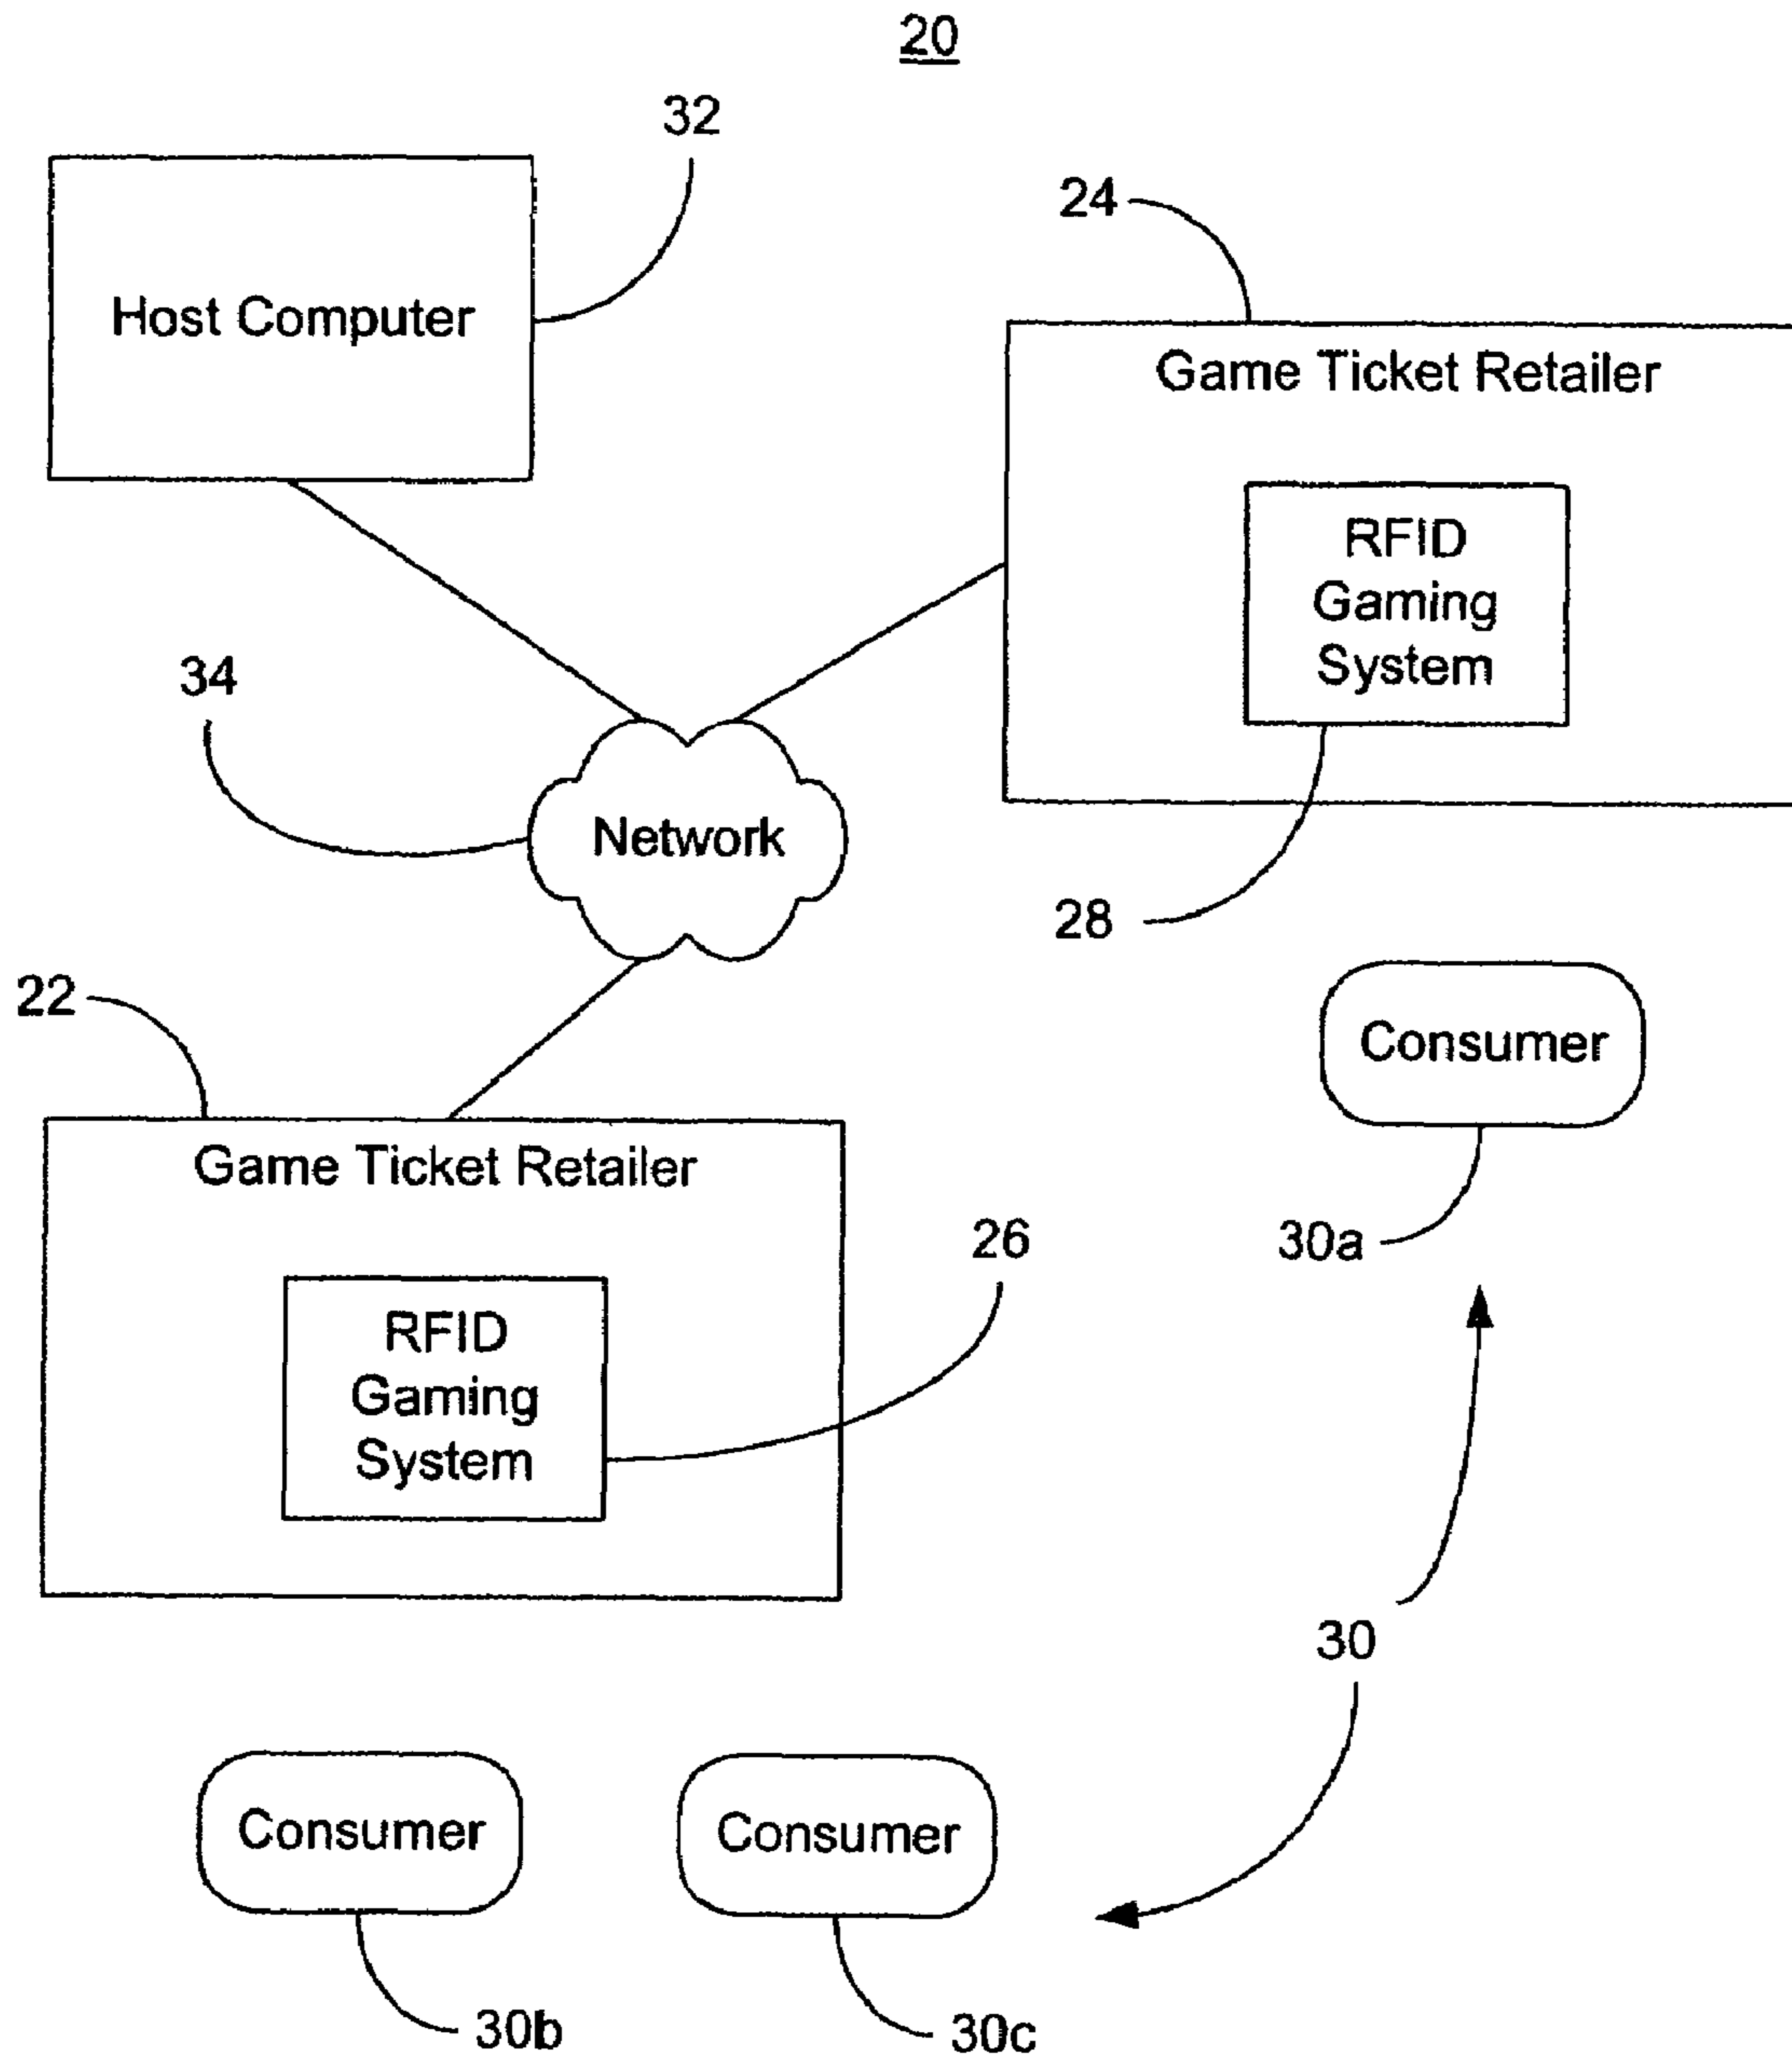 20
32
Host Computer
24
Game Ticket Retailer
RFID
Gaming
System
34
Network
28
22
Consumer
Game Ticket Retailer
30a
26
RFID
Gaming
System
30
Consumer
Consumer
30b
30c